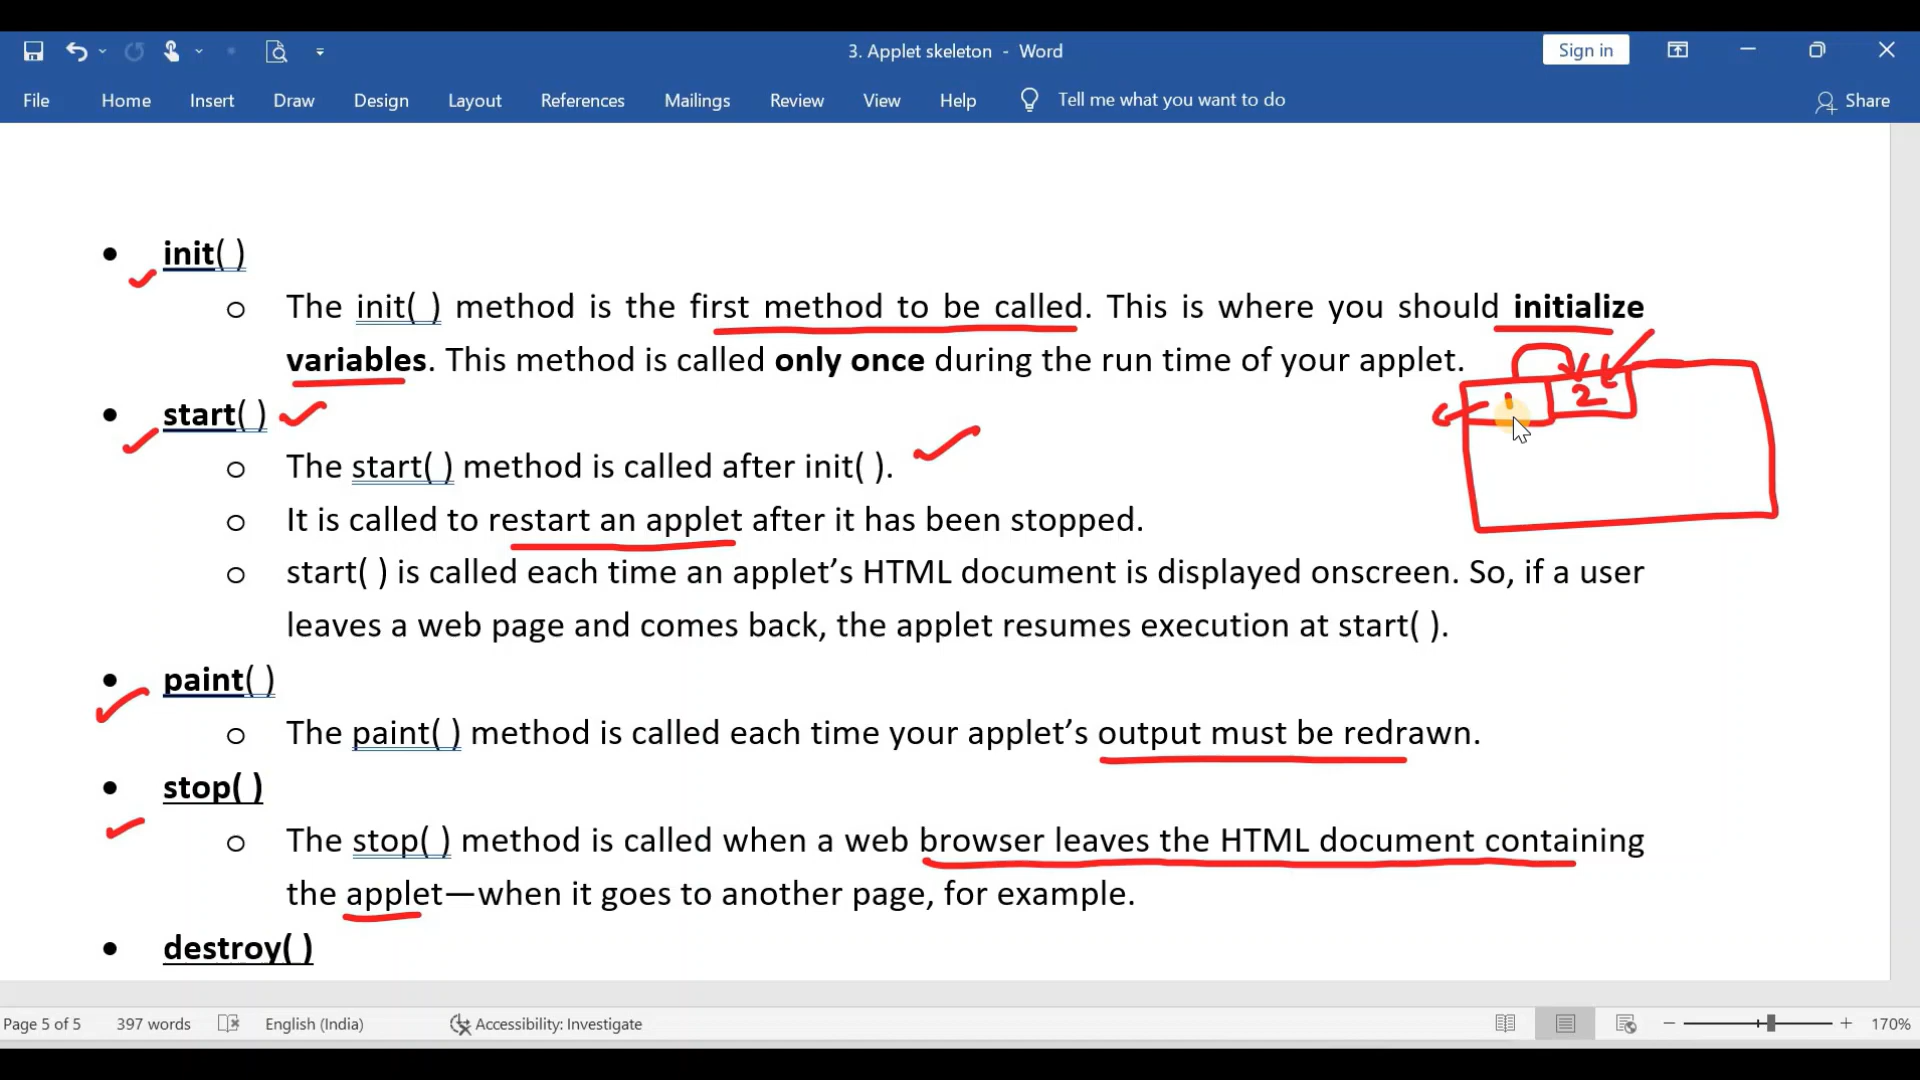 3. Applet skeleton - Word
Sign in
File Home Insert Draw Design Layout References Mailings Review View Help Tell me what you want to do Share
• init( )
o The init( ) method is the first method to be called. This is where you should initialize
variables. This method is called only once during the run time of your applet.
1 2
• start( )
o The start( ) method is called after init( ).
o It is called to restart an applet after it has been stopped.
o start( ) is called each time an applet’s HTML document is displayed onscreen. So, if a user
leaves a web page and comes back, the applet resumes execution at start( ).
• paint( )
o The paint( ) method is called each time your applet’s output must be redrawn.
• stop( )
o The stop( ) method is called when a web browser leaves the HTML document containing
the applet—when it goes to another page, for example.
• destroy( )
Page 5 of 5 397 words English (India) Accessibility: Investigate 170%